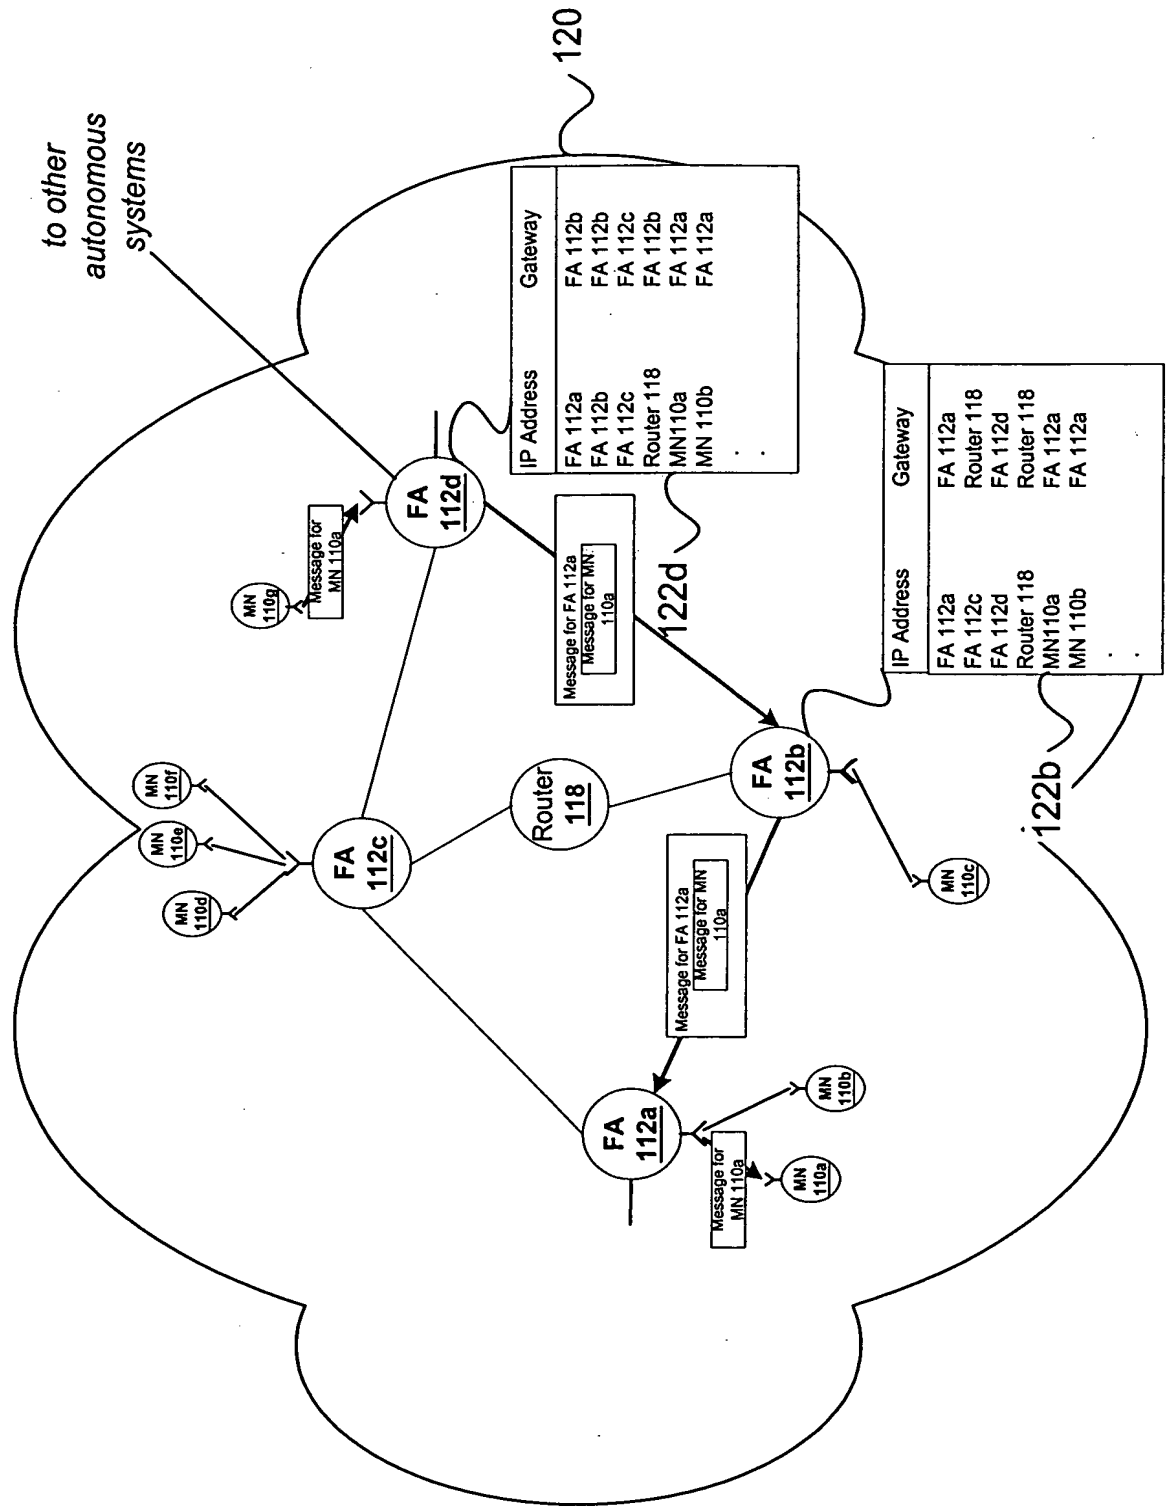 to other
autonomous
systems
120
MN
110g
Message for
MN 110a
FA
112d
IP Address Gateway
FA 112a FA 112b
FA 112b FA 112b
FA 112c FA 112c
Router 118 FA 112b
MN110a FA 112a
MN 110b FA 112a
.
.
122d
Message for FA 112a
Message for MN
110a
MN
110f
MN
110e
MN
110d
FA
112c
Router
118
FA
112b
IP Address Gateway
FA 112a FA 112a
FA 112c Router 118
FA 112d FA 112d
Router 118 Router 118
MN110a FA 112a
MN 110b FA 112a
.
.
122b
MN
110c
Message for FA 112a
Message for MN
110a
FA
112a
Message for
MN 110a
MN
110b
MN
110a